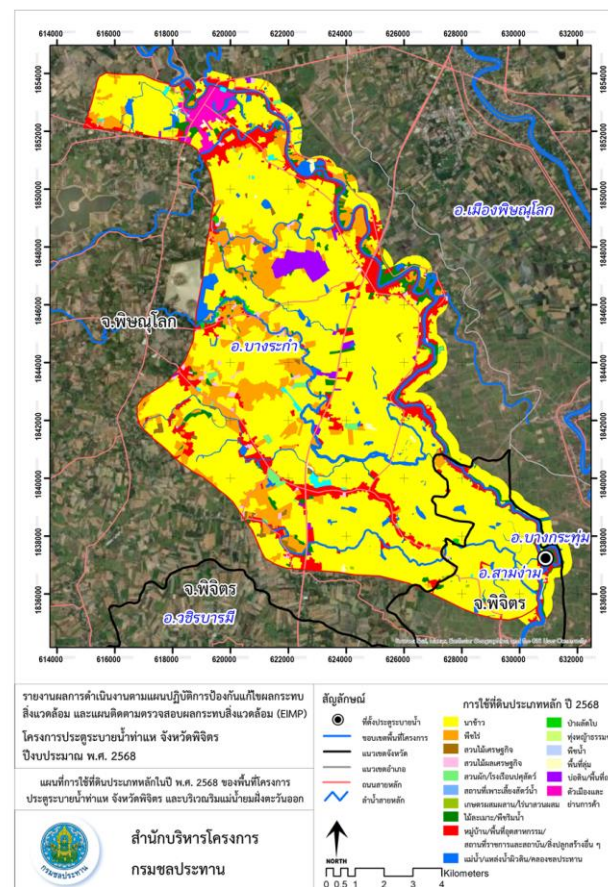 614000 616000 618000 620000 622000 624000 626000 628000 630000 632000
1854000
1852000
1850000
1848000
1846000
1844000
1842000
1840000
1838000
1836000
อ.เมืองพิษณุโลก
จ.พิษณุโลก
อ.บางระกำ
อ.บางกระทุ่ม
อ.สามง่าม
จ.พิจิตร
จ.พิจิตร
อ.วชิรบารมี
614000 616000 618000 620000 622000 624000 626000 628000 630000 632000
รายงานผลการดำเนินงานตามแผนปฏิบัติการป้องกันแก้ไขผลกระทบ
สิ่งแวดล้อม และแผนติดตามตรวจสอบผลกระทบสิ่งแวดล้อม (EIMP)
โครงการประตูระบายน้ำท่าแห จังหวัดพิจิตร
ปีงบประมาณ พ.ศ. 2568
แผนที่การใช้ที่ดินประเภทหลักในปี พ.ศ. 2568 ของพื้นที่โครงการ
ประตูระบายน้ำท่าแห จังหวัดพิจิตร และบริเวณริมแม่น้ำยมฝั่งตะวันออก
สำนักบริหารโครงการ
กรมชลประทาน
สัญลักษณ์
ที่ตั้งประตูระบายน้ำ
ขอบเขตพื้นที่โครงการ
แนวเขตจังหวัด
แนวเขตอำเภอ
ถนนสายหลัก
ลำน้ำสายหลัก
NORTH
0 0.5 1 2 3 4
Kilometers
การใช้ที่ดินประเภทหลัก ปี 2568
นาข้าว
พืชไร่
สวนไม้เศรษฐกิจ
สวนไม้ผลเศรษฐกิจ
สวนผัก/โรงเรือนปศุสัตว์
สถานที่เพาะเลี้ยงสัตว์น้ำ
เกษตรผสมผสาน/ไร่นาสวนผสม
ไม้ละเมาะ/พืชริมน้ำ
หมู่บ้าน/พื้นที่อุตสาหกรรม/
สถานที่ราชการและสถาบัน/สิ่งปลูกสร้างอื่น ๆ
แม่น้ำ/แหล่งน้ำผิวดิน/คลองชลประทาน
ป่าผลัดใบ
ทุ่งหญ้าธรรมช
พืชน้ำ
พื้นที่ลุ่ม
บ่อดิน/พื้นที่ถ
ตัวเมืองและ
ย่านการค้า